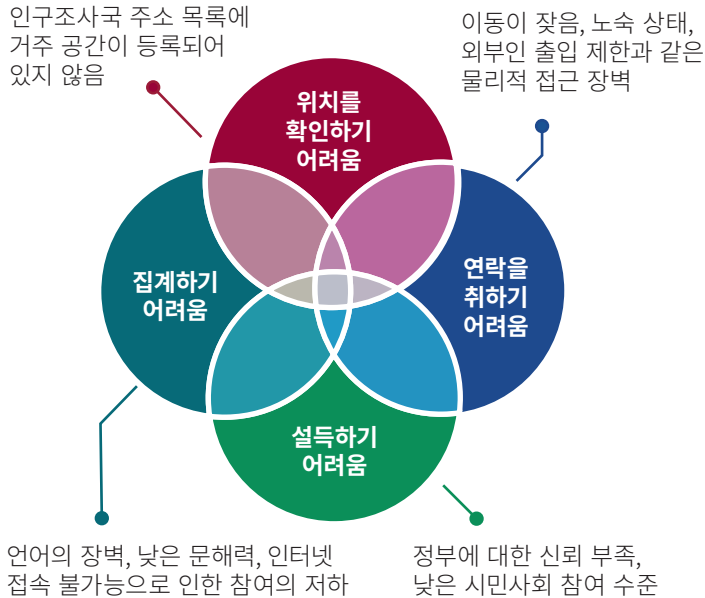 인구조사국 주소 목록에
거주 공간이 등록되어
있지 않음
이동이 잦음, 노숙 상태,
외부인 출입 제한과 같은
물리적 접근 장벽
위치를
확인하기
어려움
집계하기
어려움
연락을
취하기
어려움
설득하기
어려움
언어의 장벽, 낮은 문해력, 인터넷
접속 불가능으로 인한 참여의 저하
정부에 대한 신뢰 부족,
낮은 시민사회 참여 수준